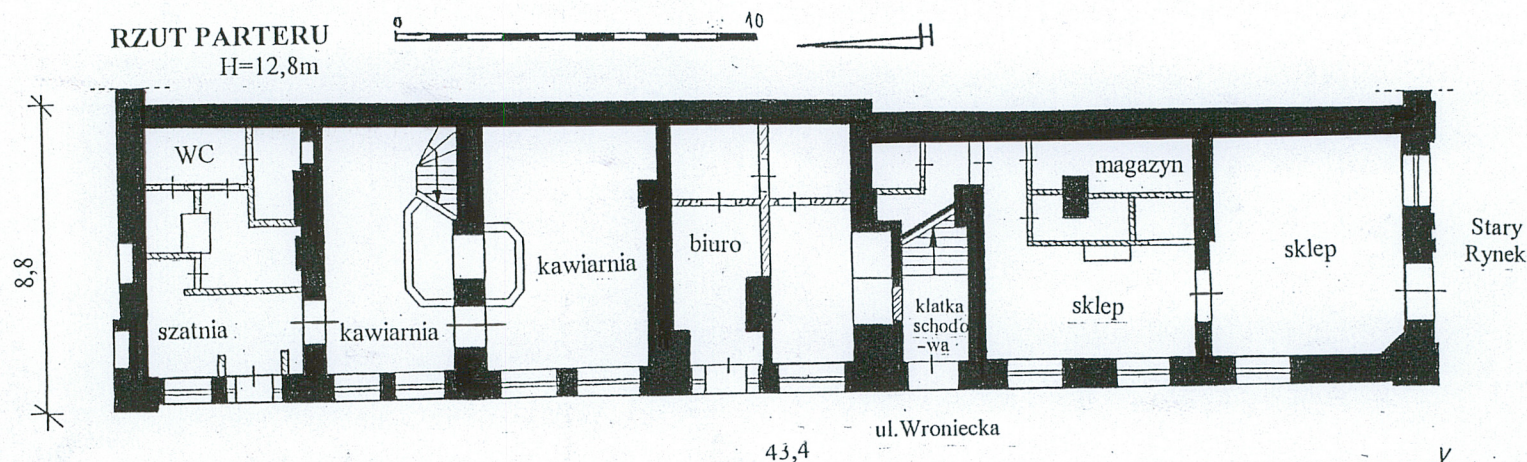 RZUT PARTERU
H=12,8m
0
10
8,8
WC
szatnia
kawiarnia
kawiarnia
biuro
klatka
schodo
-wa
magazyn
sklep
sklep
Stary
Rynek
ul.Wroniecka
43,4